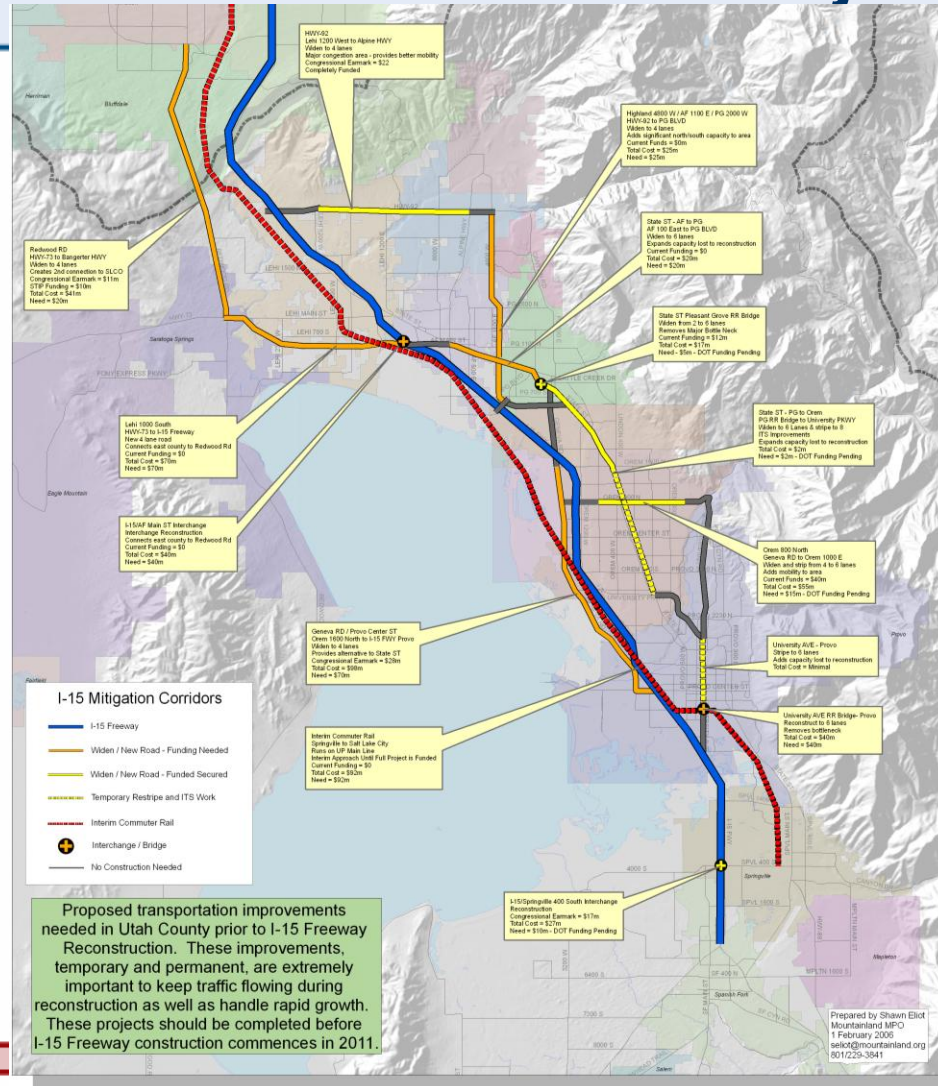 HWY-92
Lehi 1200 West to Alpine HWY
Widen to 4 lanes
Major congestion area - provides better mobility
Congressional Earmark = $22
Completely Funded
Highland 4800 W / AF 1100 E / PG 2000 W
HWY-92 to PG BLVD
Widen to 4 lanes
Adds significant north/south capacity to area
Current Funds = $0m
Total Cost = $25m
Need = $25m
State ST - AF to PG
AF 100 East to PG BLVD
Widen to 6 lanes
Expands capacity lost to reconstruction
Current Funding = $0
Total Cost = $20m
Need = $20m
Redwood RD
HWY-73 to Bangerter HWY
Widen to 4 lanes
Creates 2nd connection to SLCO
Congressional Earmark = $11m
STIP Funding = $10m
Total Cost = $41m
Need = $20m
State ST Pleasant Grove RR Bridge
Widen from 2 to 6 lanes
Removes Major Bottle Neck
Current Funding = $12m
Total Cost = $17m
Need - $5m - DOT Funding Pending
State ST - PG to Orem
PG RR Bridge to University PKWY
Widen to 6 Lanes & stripe to 8
ITS Improvements
Expands capacity lost to reconstruction
Total Cost = $2m
Need = $2m - DOT Funding Pending
Lehi 1000 South
HWY-73 to I-15 Freeway
New 4 lane road
Connects east county to Redwood Rd
Current Funding = $0
Total Cost = $70m
Need = $70m
I-15/AF Main ST Interchange
Interchange Reconstruction
Connects east county to Redwood Rd
Current Funding = $0
Total Cost = $40m
Need = $40m
Orem 800 North
Geneva RD to Orem 1000 E
Widen and strip from 4 to 6 lanes
Adds mobility to area
Current Funds = $40m
Total Cost = $55m
Need = $15m - DOT Funding Pending
Geneva RD / Provo Center ST
Orem 1600 North to I-15 FWY Provo
Widen to 4 lanes
Provides alternative to State ST
Congressional Earmark = $28m
Total Cost = $98m
Need = $70m
University AVE - Provo
Stripe to 6 lanes
Adds capacity lost to reconstruction
Total Cost = Minimal
University AVE RR Bridge- Provo
Reconstruct to 6 lanes
Removes bottleneck
Total Cost = $40m
Need = $40m
Interim Commuter Rail
Springville to Salt Lake City
Runs on UP Main Line
Interim Approach Until Full Project is Funded
Current Funding = $0
Total Cost = $92m
Need = $92m
I-15/Springville 400 South Interchange
Reconstruction
Congressional Earmark = $17m
Total Cost = $27m
Need = $10m - DOT Funding Pending
Herriman
Bluffdale
Saratoga Springs
Eagle Mountain
Fairfield
Provo
Springville
Mapleton
Spanish Fork
Salem
HWY-92
LEHI MAIN ST
LEHI 700 S
PONY EXPRESS PKWY
OREM CENTER ST
4000 S
6400 S
I-15 Mitigation Corridors
I-15 Freeway
Widen / New Road - Funding Needed
Widen / New Road - Funded Secured
Temporary Restripe and ITS Work
Interim Commuter Rail
Interchange / Bridge
No Construction Needed
Proposed transportation improvements
needed in Utah County prior to I-15 Freeway
Reconstruction. These improvements,
temporary and permanent, are extremely
important to keep traffic flowing during
reconstruction as well as handle rapid growth.
These projects should be completed before
I-15 Freeway construction commences in 2011.
Prepared by Shawn Eliot
Mountainland MPO
1 February 2006
seliot@mountainland.org
801/229-3841